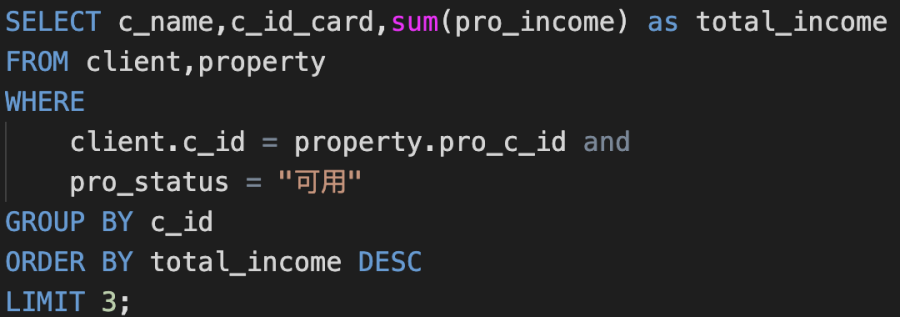 SELECT c_name,c_id_card,sum(pro_income) as total_income
FROM client,property
WHERE
    client.c_id = property.pro_c_id and
    pro_status = "可用"
GROUP BY c_id
ORDER BY total_income DESC
LIMIT 3;